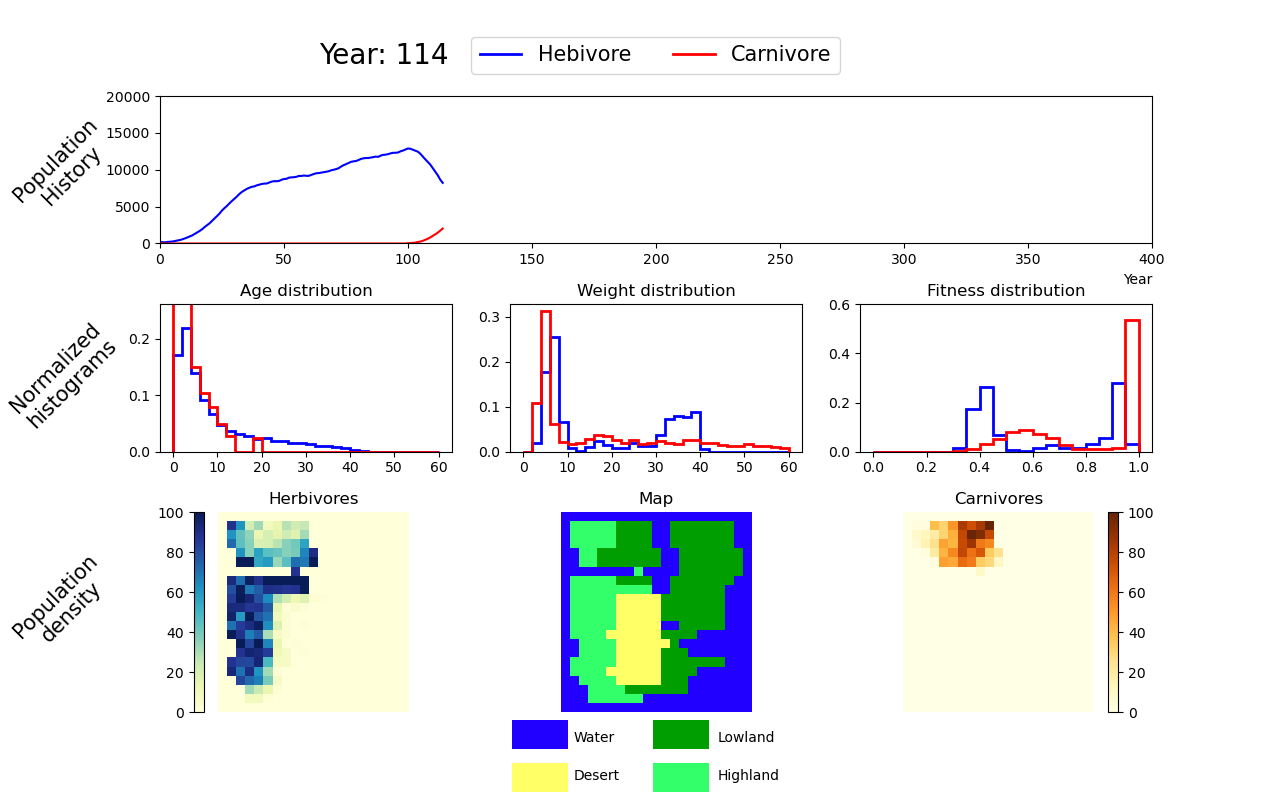 Year: 114
Hebivore
Carnivore
Population
History
20000
15000
10000
5000
0
0
50
100
150
200
250
300
350
400
Year
Normalized
histograms
Age distribution
0.2
0.1
0.0
0
10
20
30
40
50
60
Weight distribution
0.3
0.2
0.1
0.0
0
10
20
30
40
50
60
Fitness distribution
0.6
0.4
0.2
0.0
0.0
0.2
0.4
0.6
0.8
1.0
Population
density
Herbivores
100
80
60
40
20
0
Map
Carnivores
100
80
60
40
20
0
Water
Lowland
Desert
Highland